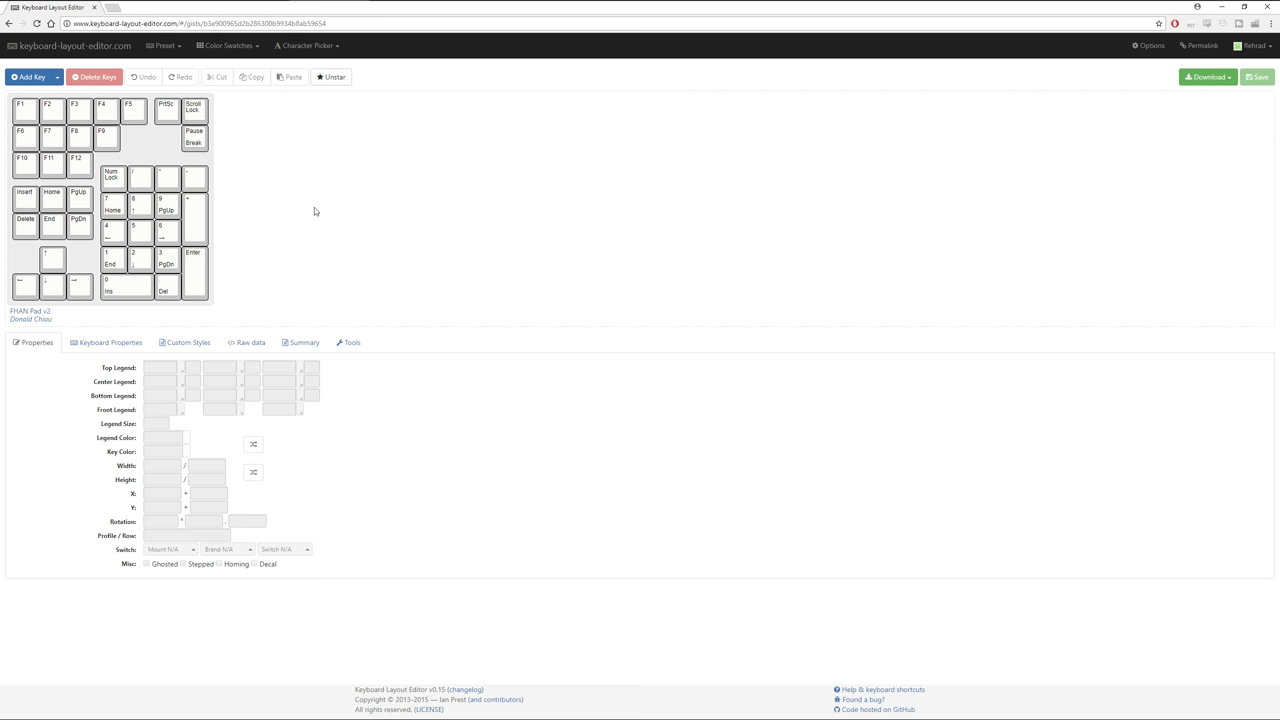 Keyboard Layout Editor
www.keyboard-layout-editor.com/#/gists/b3e900965d2b286300b9934b8ab59654
keyboard-layout-editor.com Preset Color Swatches Character Picker Options Permalink flehrad
Add Key Delete Keys Undo Redo Cut Copy Paste Unstar Download Save
F1 F2 F3 F4 F5 PrtSc Scroll Lock
F6 F7 F8 F9 Pause Break
F10 F11 F12
Num Lock / * -
Insert Home PgUp
7 Home 8 ↑ 9 PgUp +
Delete End PgDn
4 ← 5 6 →
↑ 1 End 2 ↓ 3 PgDn Enter
← ↓ → 0 Ins . Del
FHAN Pad v2
Donald Chiou
Properties Keyboard Properties Custom Styles </> Raw data Summary Tools
Top Legend:
Center Legend:
Bottom Legend:
Front Legend:
Legend Size:
Legend Color:
Key Color:
Width: /
Height: /
X: +
Y: +
Rotation: ° ,
Profile / Row:
Switch: Mount N/A Brand N/A Switch N/A
Misc: Ghosted Stepped Homing Decal
Keyboard Layout Editor v0.15 (changelog)
Copyright © 2013-2015 — Ian Prest (and contributors)
All rights reserved. (LICENSE)
Help & keyboard shortcuts
Found a bug?
Code hosted on GitHub